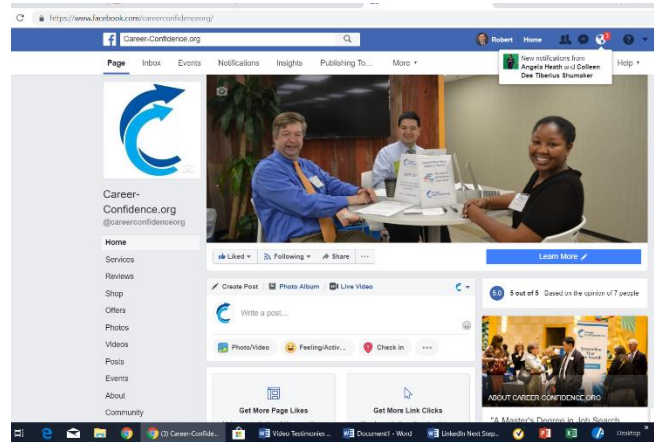 https://www.facebook.com/careerconfidenceorg/
Career-Confidence.org
Robert Home 3
Page Inbox Events Notifications Insights Publishing To... More Help
New notifications from
Angela Heath and Colleen
Dee Tiberius Shumaker
Career-
Confidence.org
@careerconfidenceorg
Home
Services
Reviews
Shop
Offers
Photos
Videos
Posts
Events
About
Community
Liked Following Share
Learn More
Create Post Photo Album Live Video
Write a post...
Photo/Video Feeling/Activ... Check in
Get More Page Likes
Get More Link Clicks
5.0 5 out of 5 Based on the opinion of 7 people
ABOUT CAREER CONFIDENCE.ORG
"A Master's Degree in Job Search
(3) Career-Confide... Video Testimonies ... Document1 - Word LinkedIn Next Step... Desktop